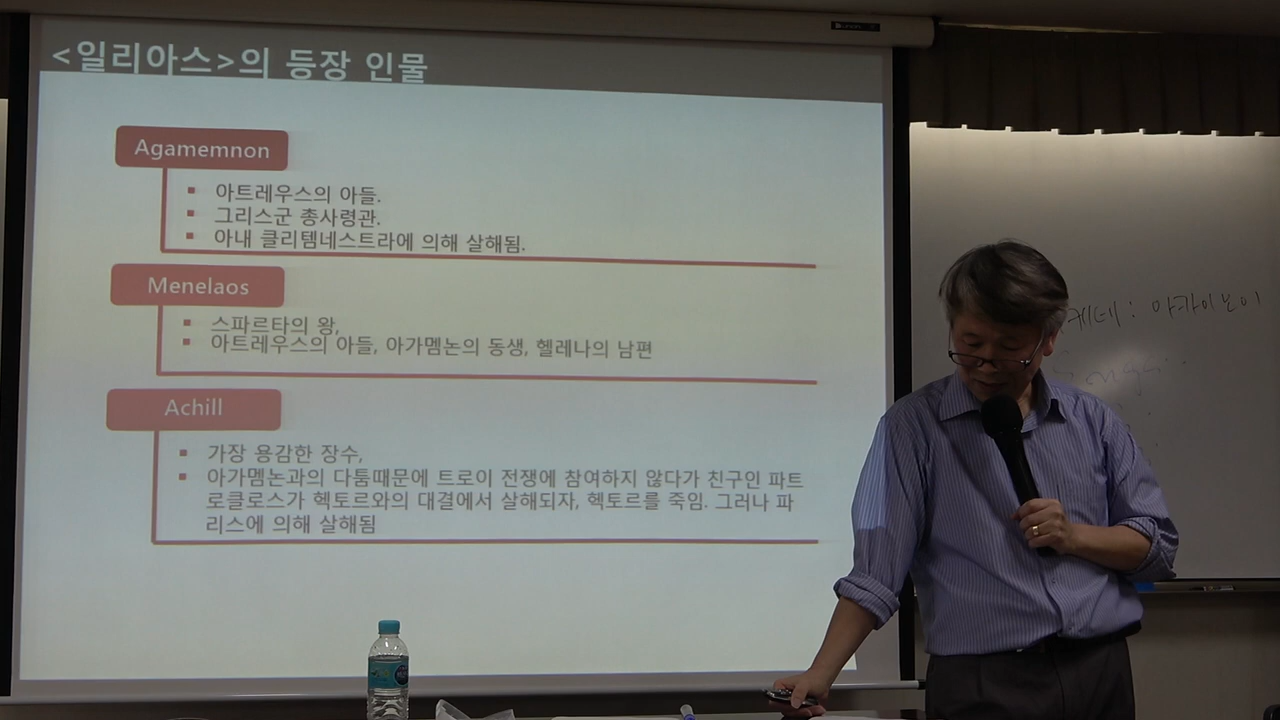 <일리아스>의 등장 인물
Agamemnon
▪ 아트레우스의 아들.
▪ 그리스군 총사령관.
▪ 아내 클리템네스트라에 의해 살해됨.
Menelaos
▪ 스파르타의 왕,
▪ 아트레우스의 아들, 아가멤논의 동생, 헬레나의 남편
Achill
▪ 가장 용감한 장수,
▪ 아가멤논과의 다툼때문에 트로이 전쟁에 참여하지 않다가 친구인 파트
로클로스가 헥토르와의 대결에서 살해되자, 헥토르를 죽임. 그러나 파
리스에 의해 살해됨